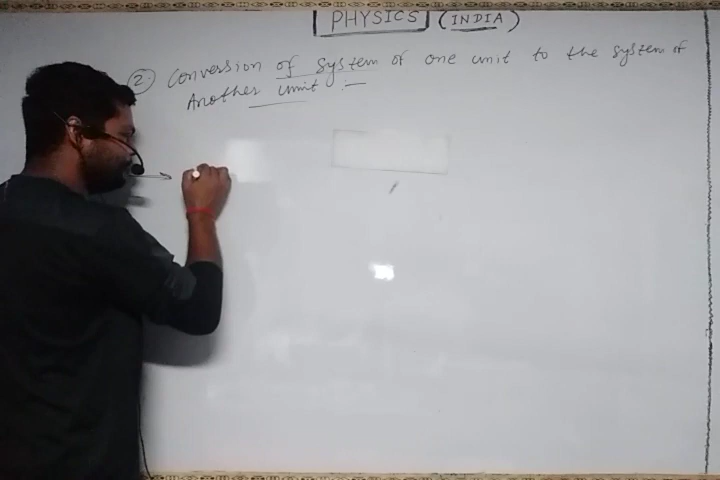 PHYSICS (INDIA)
2. Conversion of System of one unit to the System of
Another unit :-